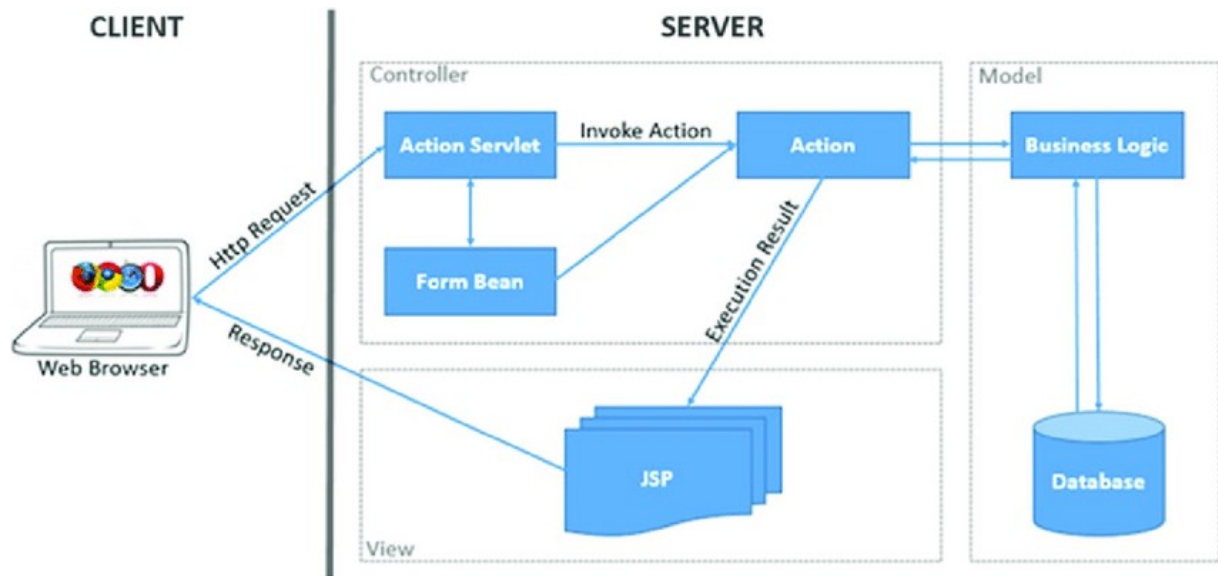 CLIENT
SERVER
Controller
Model
Action Servlet
Invoke Action
Action
Business Logic
Http Request
Form Bean
Execution Result
Response
Web Browser
JSP
Database
View